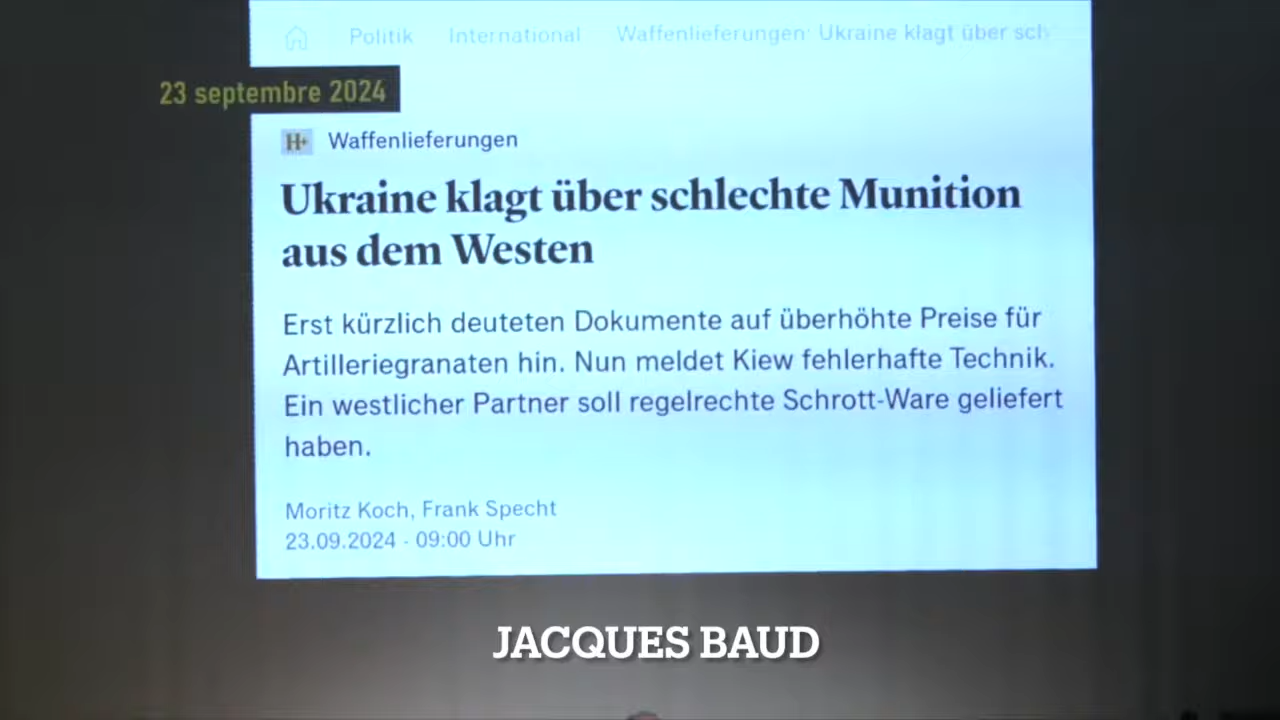 Politik International Waffenlieferungen: Ukraine klagt über sch
23 septembre 2024
H+ Waffenlieferungen
Ukraine klagt über schlechte Munition
aus dem Westen
Erst kürzlich deuteten Dokumente auf überhöhte Preise für
Artilleriegranaten hin. Nun meldet Kiew fehlerhafte Technik.
Ein westlicher Partner soll regelrechte Schrott-Ware geliefert
haben.
Moritz Koch, Frank Specht
23.09.2024 - 09:00 Uhr
JACQUES BAUD